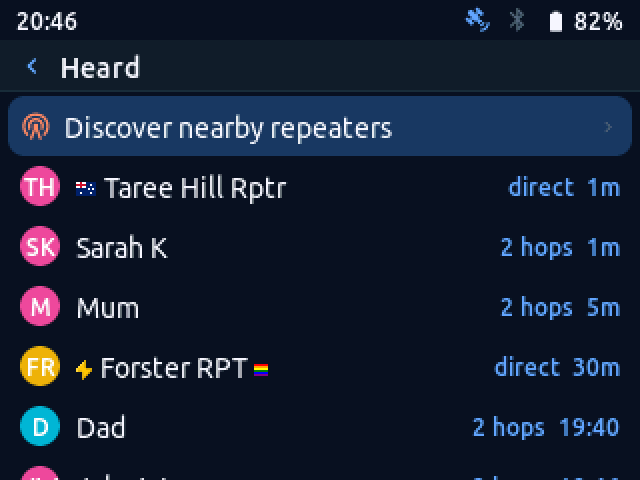 20:46 82%
Heard
Discover nearby repeaters
TH 🇦🇺 Taree Hill Rptr direct 1m
SK Sarah K 2 hops 1m
M Mum 2 hops 5m
FR ⚡ Forster RPT 🏳️‍🌈 direct 30m
D Dad 2 hops 19:40